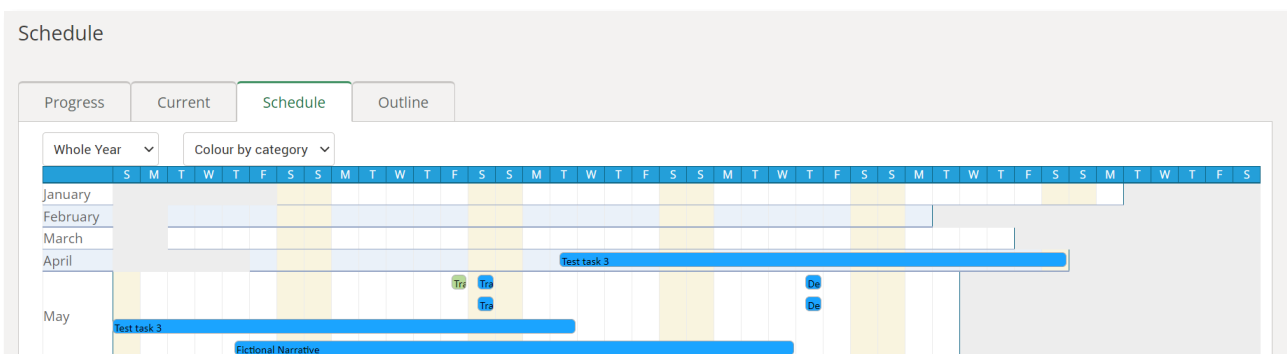 Schedule
Progress Current Schedule Outline
Whole Year Colour by category
S M T W T F S S M T W T F S S M T W T F S S M T W T F S S M T W T F S S M T W T F S
January
February
March
April Test task 3
Tra Tra De
Tra De
May
Test task 3
Fictional Narrative